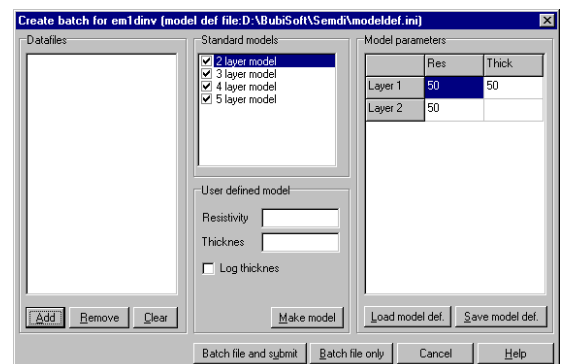 Create batch for em1dinv (model def file:D:\BubiSoft\Semdi\modeldef.ini)
Datafiles
Add Remove Clear
Standard models
2 layer model
3 layer model
4 layer model
5 layer model
User defined model
Resistivity
Thicknes
Log thicknes
Make model
Model parameters
Res Thick
Layer 1 50 50
Layer 2 50
Load model def. Save model def.
Batch file and submit Batch file only Cancel Help